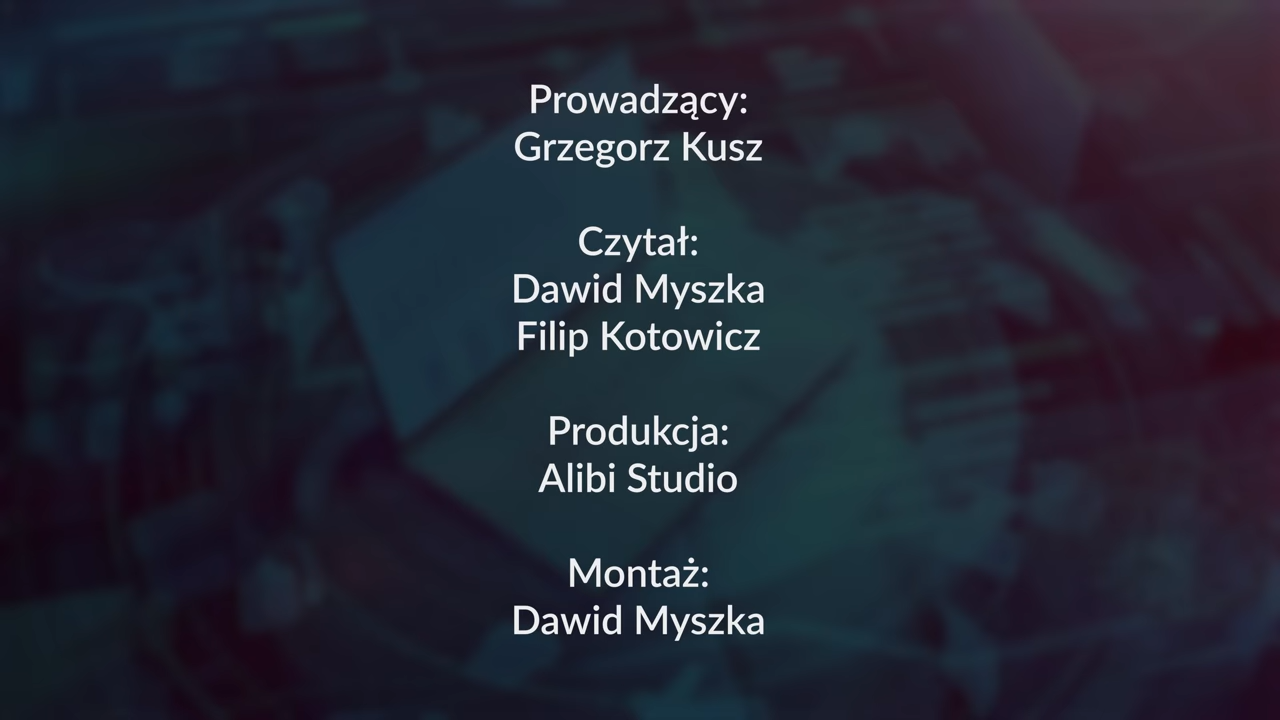 Prowadzący:
Grzegorz Kusz
Czytał:
Dawid Myszka
Filip Kotowicz
Produkcja:
Alibi Studio
Montaż:
Dawid Myszka